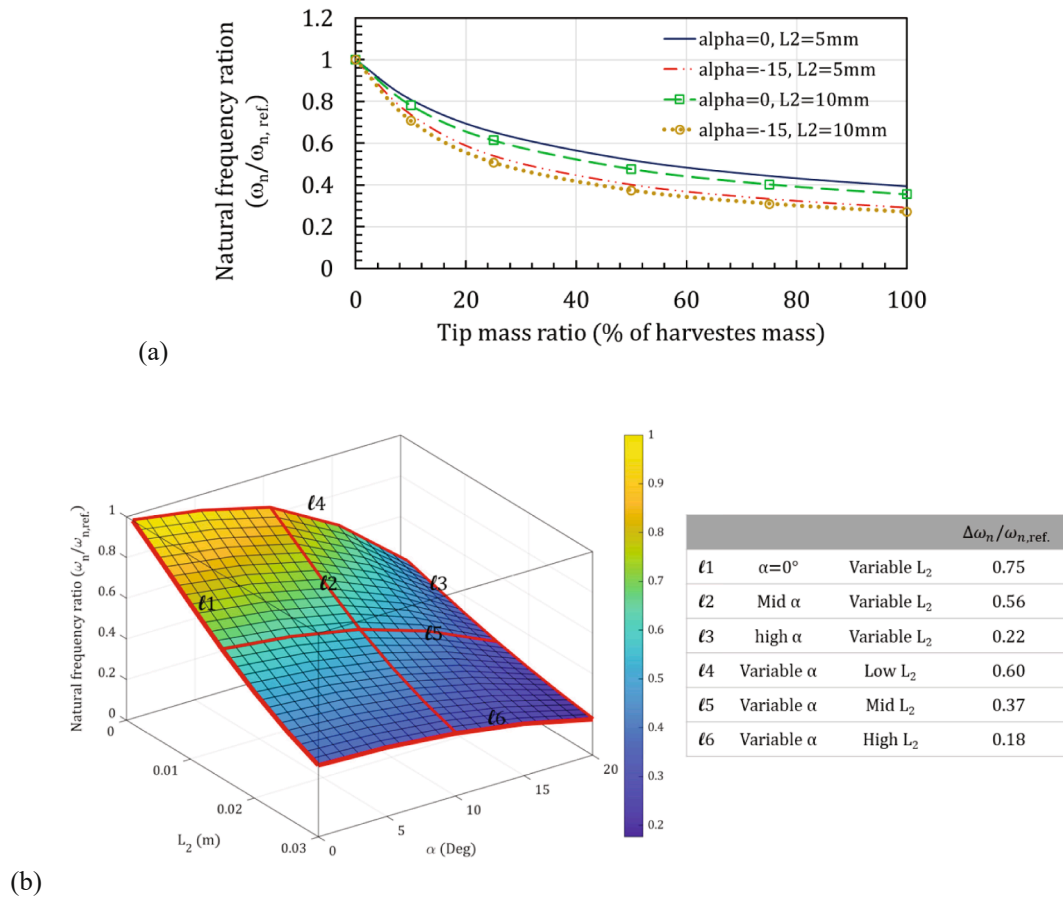 1.2
1
0.8
0.6
0.4
0.2
0
Natural frequency ration
(ωn/ωn, ref.)
alpha=0, L2=5mm
alpha=-15, L2=5mm
alpha=0, L2=10mm
alpha=-15, L2=10mm
0 20 40 60 80 100
Tip mass ratio (% of harvestes mass)
(a)
Natural frequency ratio (ωn/ωn,ref.)
1
0.8
0.6
0.4
0.2
0
0
0.01
0.02
0.03
L2 (m)
0
5
10
15
20
α (Deg)
ℓ1
ℓ2
ℓ3
ℓ4
ℓ5
ℓ6
1
0.9
0.8
0.7
0.6
0.5
0.4
0.3
0.2
Δωn/ωn,ref.
ℓ1 α=0° Variable L2 0.75
ℓ2 Mid α Variable L2 0.56
ℓ3 high α Variable L2 0.22
ℓ4 Variable α Low L2 0.60
ℓ5 Variable α Mid L2 0.37
ℓ6 Variable α High L2 0.18
(b)